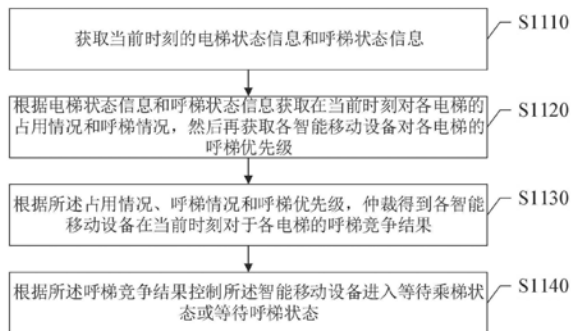 获取当前时刻的电梯状态信息和呼梯状态信息
S1110
根据电梯状态信息和呼梯状态信息获取在当前时刻对各电梯的
占用情况和呼梯情况，然后再获取各智能移动设备对各电梯的
呼梯优先级
S1120
根据所述占用情况、呼梯情况和呼梯优先级，仲裁得到各智能
移动设备在当前时刻对于各电梯的呼梯竞争结果
S1130
根据所述呼梯竞争结果控制所述智能移动设备进入等待乘梯状
态或等待呼梯状态
S1140